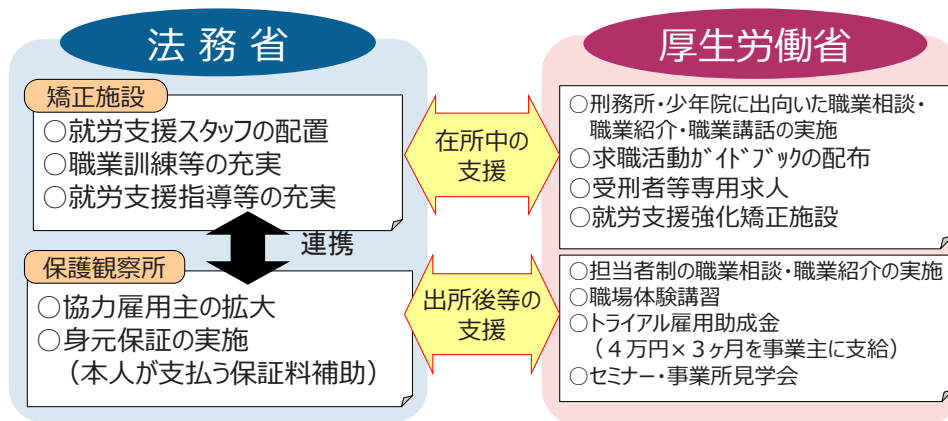 法務省
矯正施設
○就労支援スタッフの配置
○職業訓練等の充実
○就労支援指導等の充実
連携
保護観察所
○協力雇用主の拡大
○身元保証の実施
（本人が支払う保証料補助）
在所中の
支援
出所後等の
支援
厚生労働省
○刑務所・少年院に出向いた職業相談・
職業紹介・職業講話の実施
○求職活動ｶﾞｲﾄﾞﾌﾞｯｸの配布
○受刑者等専用求人
○就労支援強化矯正施設
○担当者制の職業相談・職業紹介の実施
○職場体験講習
○トライアル雇用助成金
（４万円×３ヶ月を事業主に支給）
○セミナー・事業所見学会